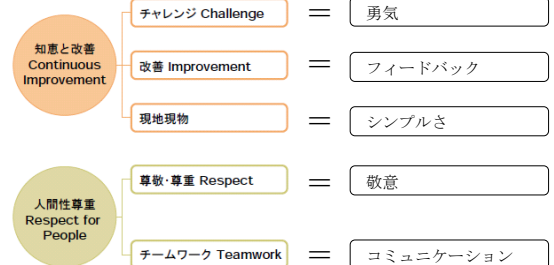 チャレンジ Challenge = 勇気
知恵と改善
Continuous
Improvement
改善 Improvement = フィードバック
現地現物 = シンプルさ
尊敬・尊重 Respect = 敬意
人間性尊重
Respect for
People
チームワーク Teamwork = コミュニケーション